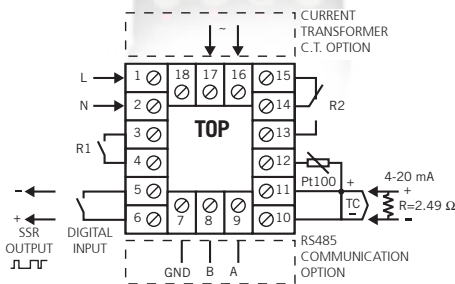 CURRENT
TRANSFORMER
C.T. OPTION
~
L
N
1
2
3
4
5
6
18
17
16
15
14
13
12
11
10
7
8
9
TOP
R1
R2
Pt100
+
TC
-
4-20 mA
+
R=2.49 Ω
-
-
+
SSR
OUTPUT
DIGITAL
INPUT
GND
B
A
RS485
COMMUNICATION
OPTION